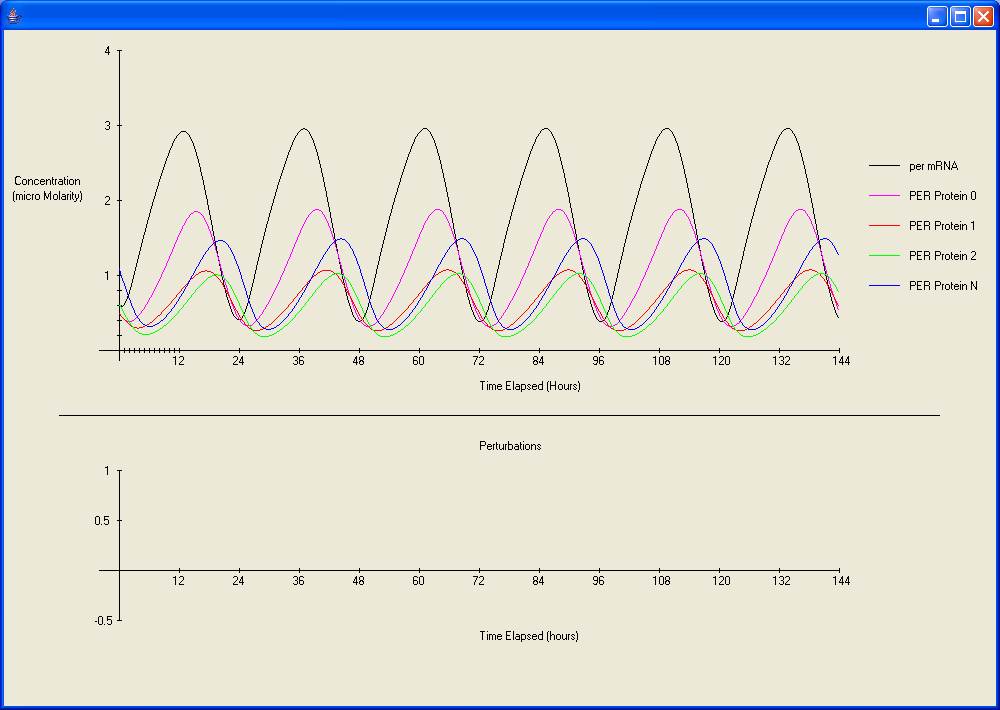 4
3
Concentration
(micro Molarity)
2
1
12 24 36 48 60 72 84 96 108 120 132 144
Time Elapsed (Hours)
per mRNA
PER Protein 0
PER Protein 1
PER Protein 2
PER Protein N
Perturbations
1
0.5
12 24 36 48 60 72 84 96 108 120 132 144
-0.5
Time Elapsed (hours)